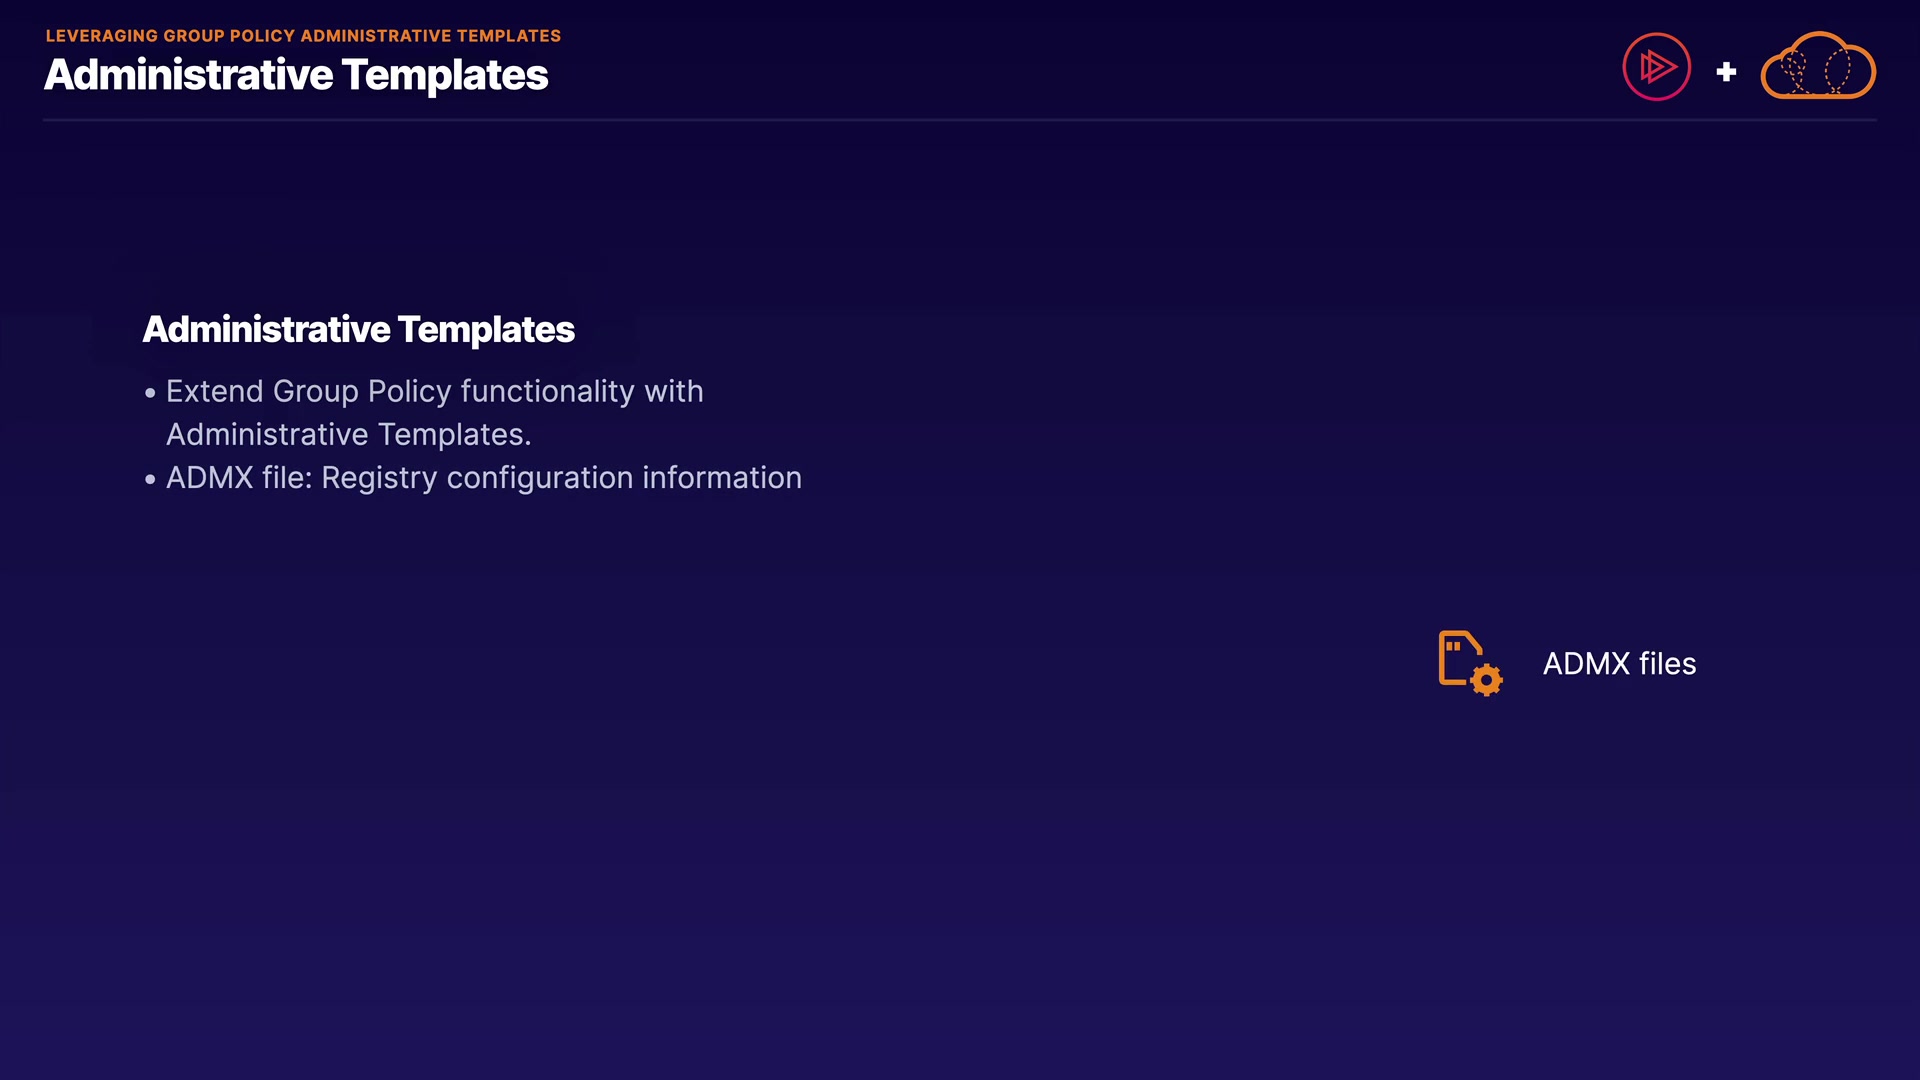 LEVERAGING GROUP POLICY ADMINISTRATIVE TEMPLATES
Administrative Templates
Administrative Templates
• Extend Group Policy functionality with
Administrative Templates.
• ADMX file: Registry configuration information
ADMX files